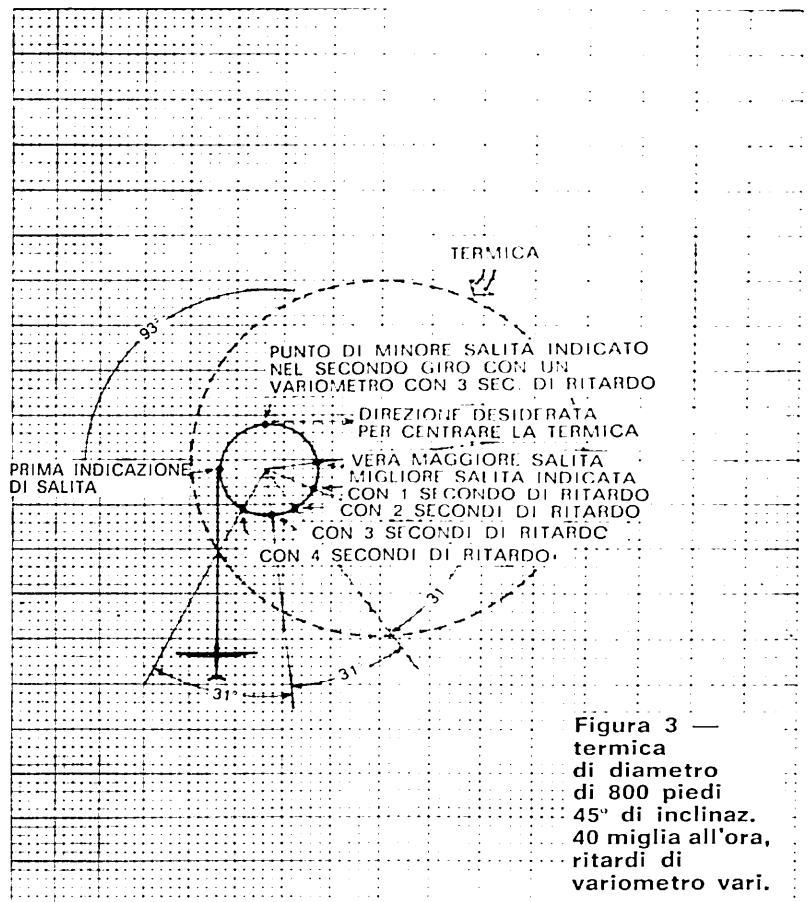 TERMICA
93°
PUNTO DI MINORE SALITA INDICATO
NEL SECONDO GIRO CON UN
VARIOMETRO CON 3 SEC. DI RITARDO
DIREZIONE DESIDERATA
PER CENTRARE LA TERMICA
PRIMA INDICAZIONE
DI SALITA
VERA MAGGIORE SALITA
MIGLIORE SALITA INDICATA
CON 1 SECONDO DI RITARDO
CON 2 SECONDI DI RITARDO
CON 3 SECONDI DI RITARDO
CON 4 SECONDI DI RITARDO
31
31
31°
Figura 3 —
termica
di diametro
di 800 piedi
45° di inclinaz.
40 miglia all'ora,
ritardi di
variometro vari.